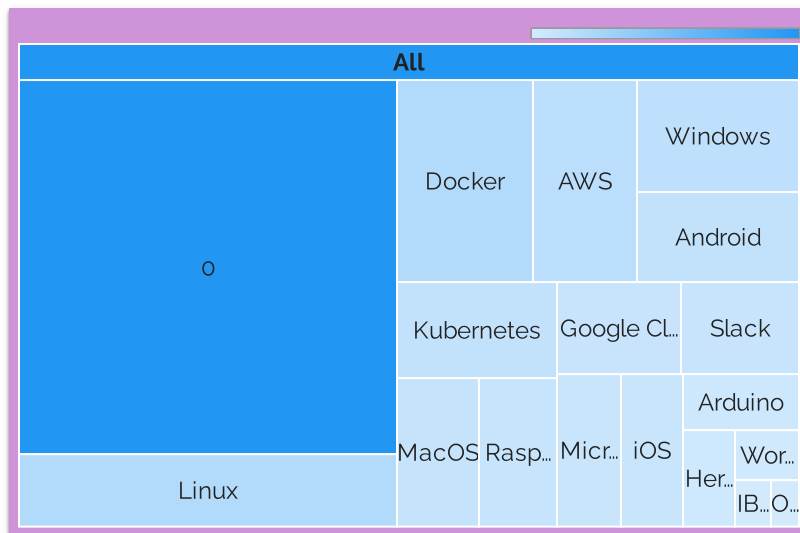 All
0
Linux
Docker
AWS
Windows
Android
Kubernetes
Google Cl...
Slack
MacOS
Rasp...
Micr...
iOS
Arduino
Her...
Wor...
IB...
O...